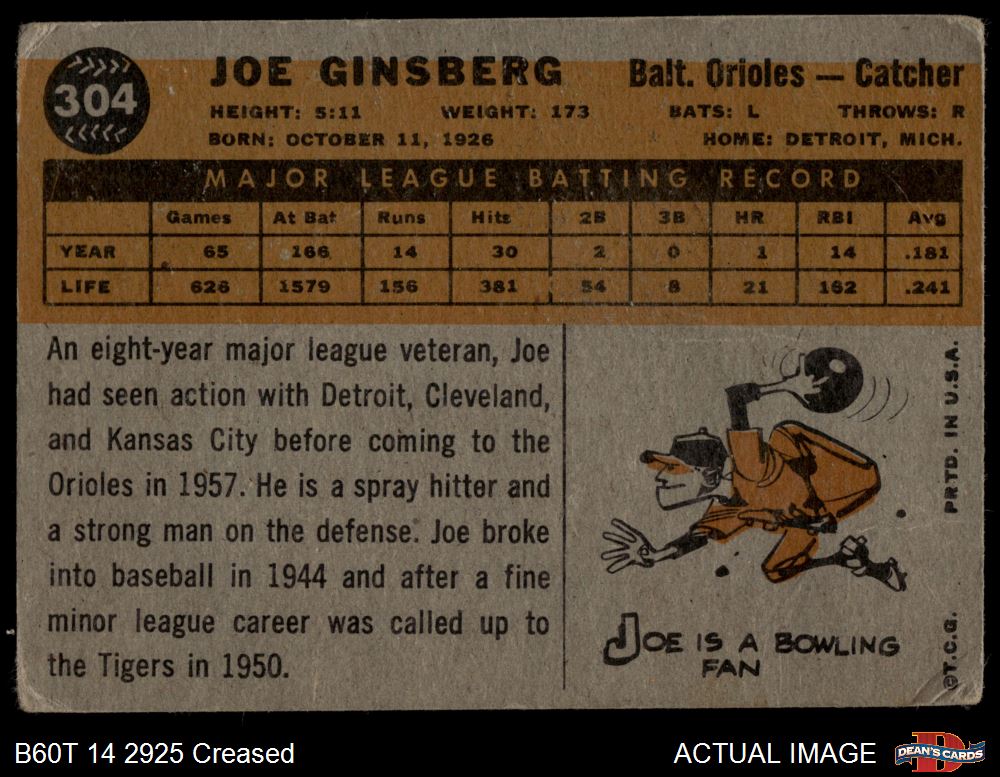 304
JOE GINSBERG
Balt. Orioles — Catcher
HEIGHT: 5:11 WEIGHT: 173 BATS: L THROWS: R
BORN: OCTOBER 11, 1926 HOME: DETROIT, MICH.
MAJOR LEAGUE BATTING RECORD
Games At Bat Runs Hits 2B 3B HR RBI Avg
YEAR 65 166 14 30 2 0 1 14 .181
LIFE 626 1579 156 381 54 8 21 162 .241
An eight-year major league veteran, Joe
had seen action with Detroit, Cleveland,
and Kansas City before coming to the
Orioles in 1957. He is a spray hitter and
a strong man on the defense. Joe broke
into baseball in 1944 and after a fine
minor league career was called up to
the Tigers in 1950.
JOE IS A BOWLING
FAN
©T.C.G. PRTD. IN U.S.A.
B60T 14 2925 Creased
ACTUAL IMAGE
DEAN'S CARDS